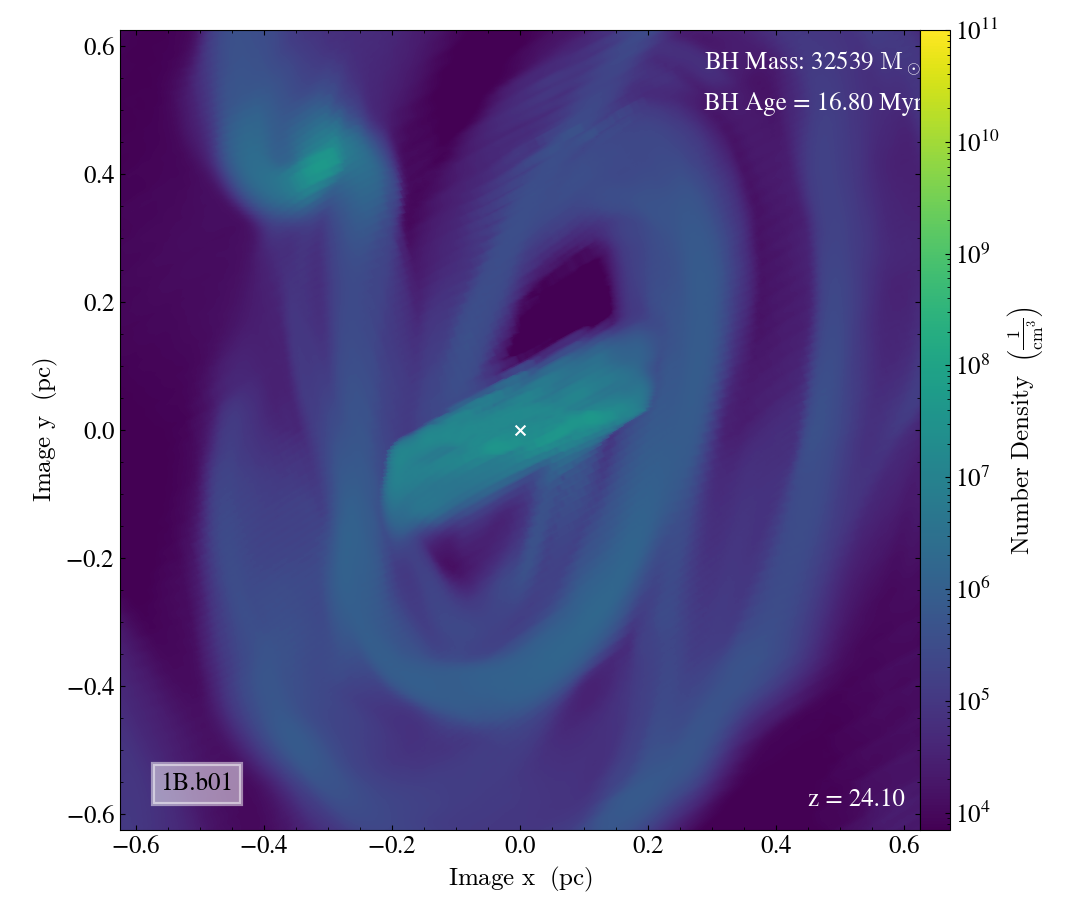 BH Mass: 32539 M⊙
BH Age = 16.80 Myr
1B.b01
z = 24.10
0.6
0.4
0.2
0.0
−0.2
−0.4
−0.6
Image y (pc)
−0.6 −0.4 −0.2 0.0 0.2 0.4 0.6
Image x (pc)
10¹¹
10¹⁰
10⁹
10⁸
10⁷
10⁶
10⁵
10⁴
Number Density (1/cm³)